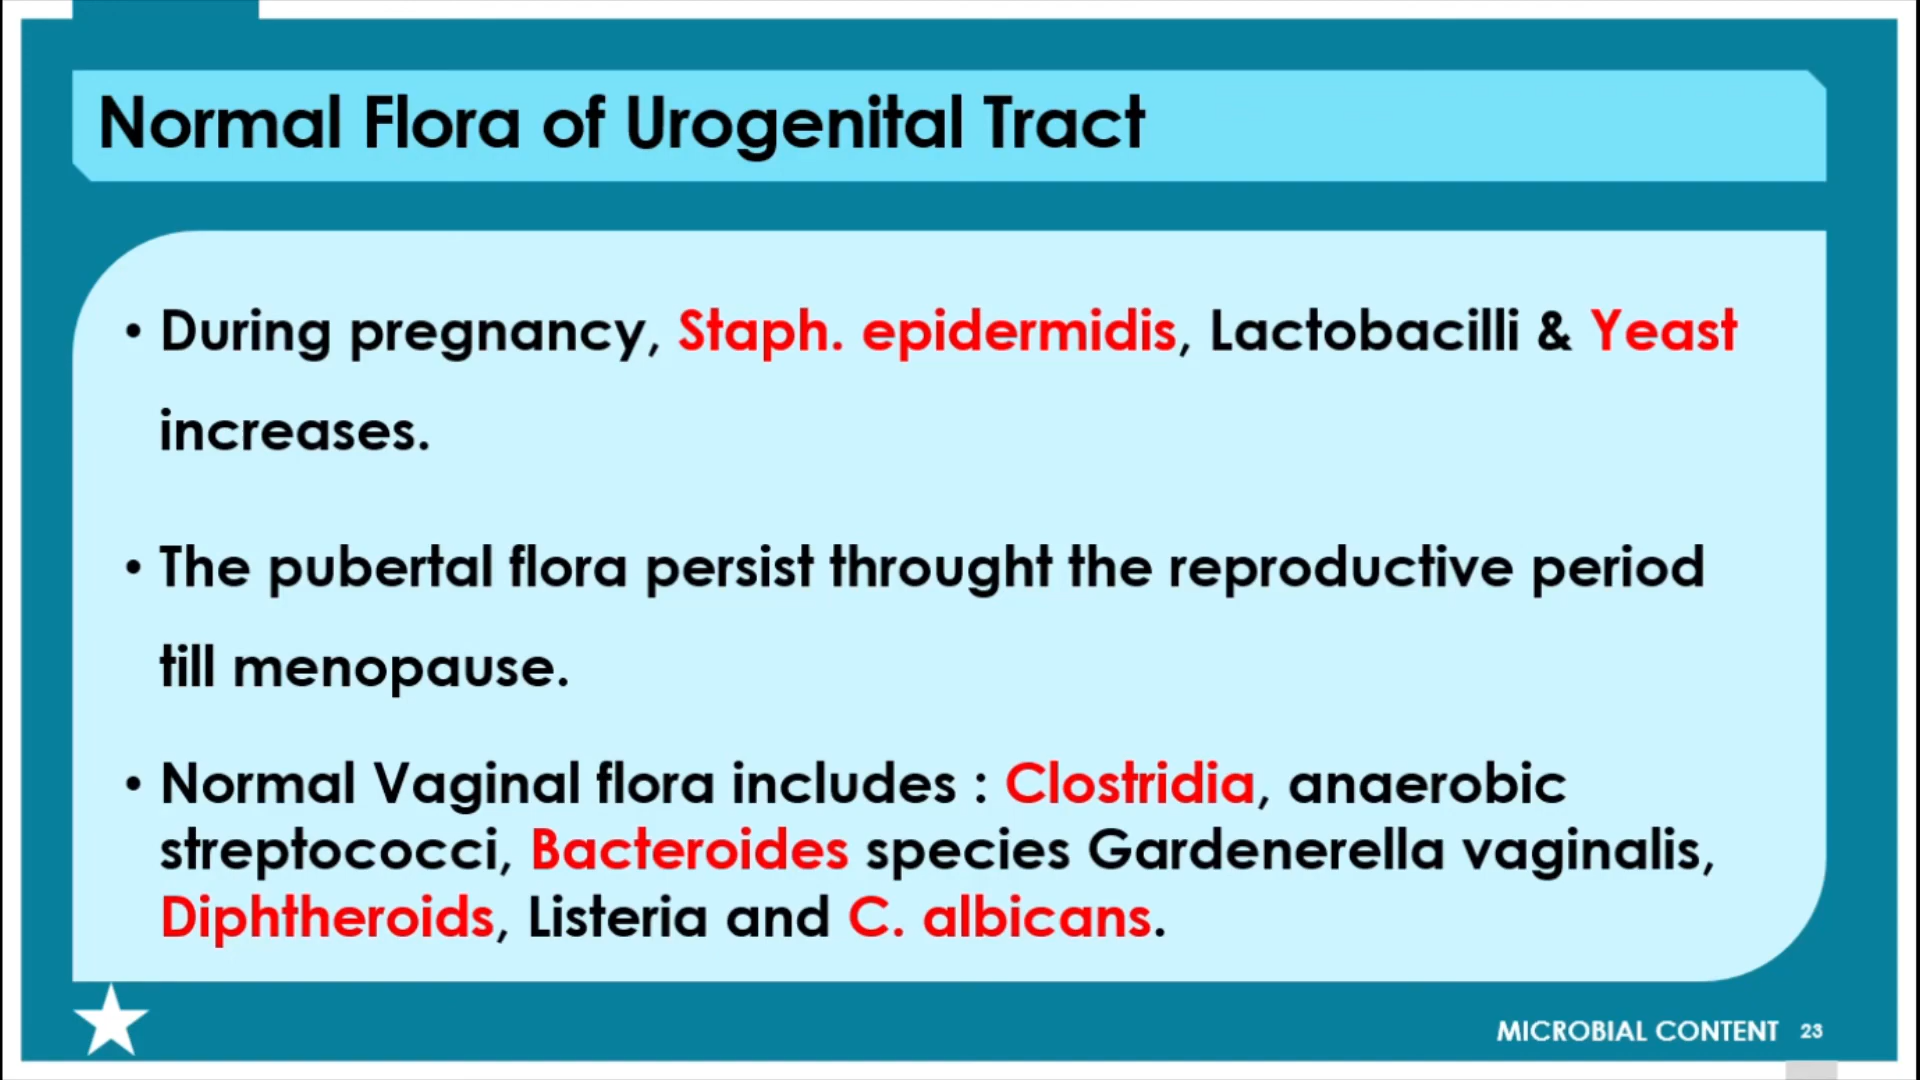 Normal Flora of Urogenital Tract
• During pregnancy, Staph. epidermidis, Lactobacilli & Yeast
increases.
• The pubertal flora persist throught the reproductive period
till menopause.
• Normal Vaginal flora includes : Clostridia, anaerobic
streptococci, Bacteroides species Gardenerella vaginalis,
Diphtheroids, Listeria and C. albicans.
MICROBIAL CONTENT 23